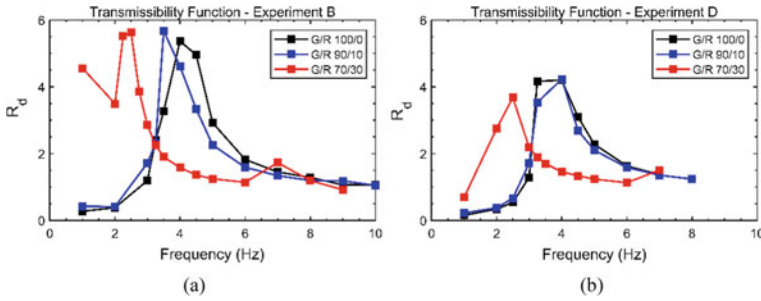 Transmissibility Function - Experiment B
6
4
2
0
R_d
G/R 100/0
G/R 90/10
G/R 70/30
0 2 4 6 8 10
Frequency (Hz)
(a)
Transmissibility Function - Experiment D
6
4
2
0
R_d
G/R 100/0
G/R 90/10
G/R 70/30
0 2 4 6 8 10
Frequency (Hz)
(b)